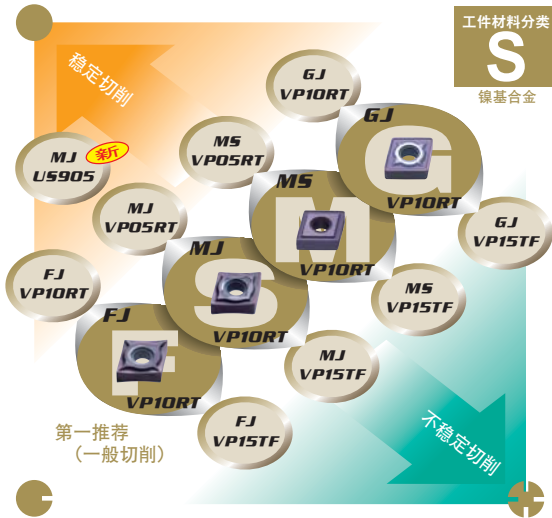 工件材料分类
S
镍基合金
稳定切削
GJ
VP10RT
GJ
G
VP10RT
MS
VP05RT
新
MJ
US905
MS
M
VP10RT
MJ
VP05RT
GJ
VP15TF
MJ
S
VP10RT
FJ
VP10RT
MS
VP15TF
FJ
F
VP10RT
MJ
VP15TF
FJ
VP15TF
第一推荐
（一般切削）
不稳定切削